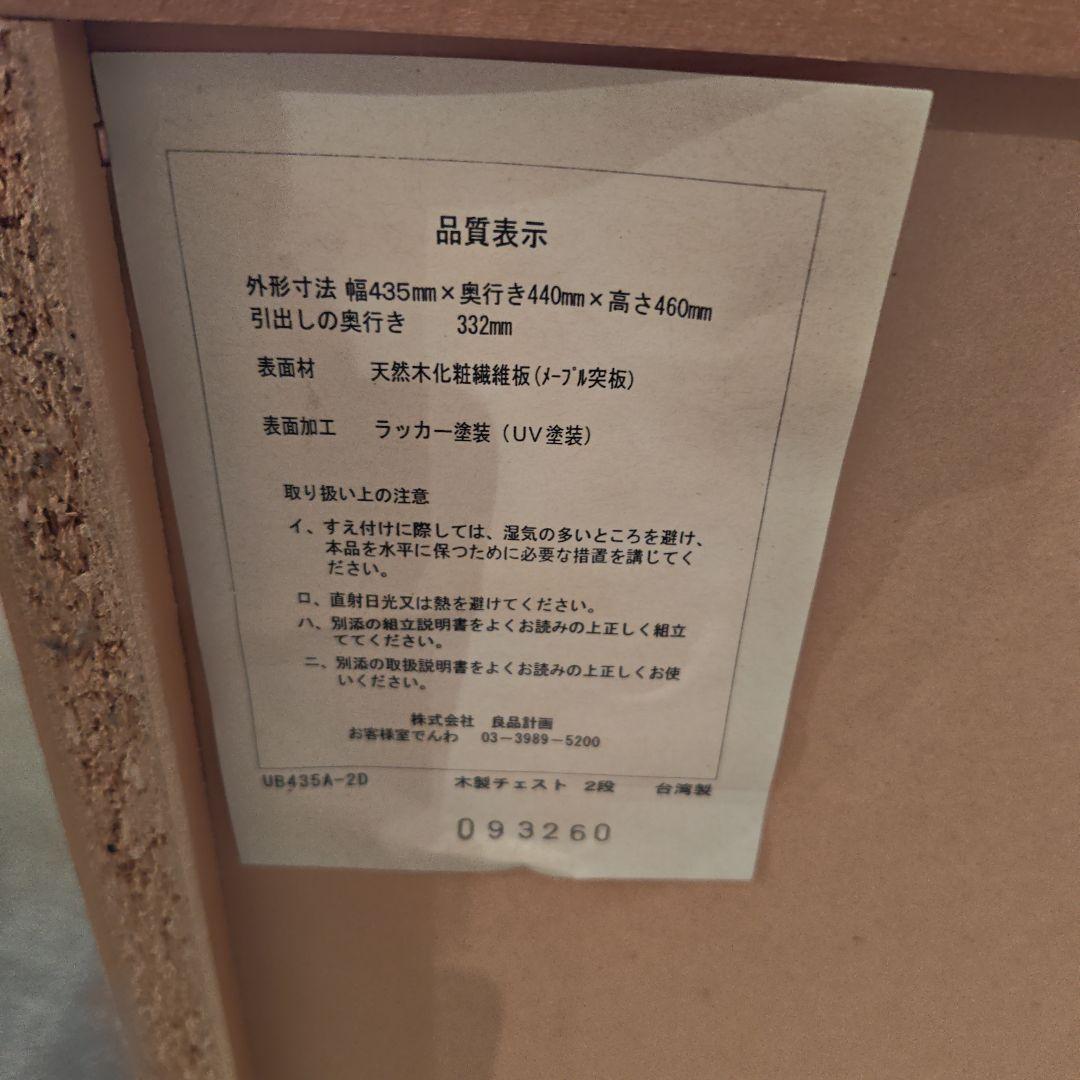 品質表示
外形寸法 幅435mm×奥行き440mm×高さ460mm
引出しの奥行き 332mm
表面材 天然木化粧繊維板(ﾒｰﾌﾟﾙ突板)
表面加工 ラッカー塗装（UV塗装）
取り扱い上の注意
イ、すえ付けに際しては、湿気の多いところを避け、
本品を水平に保つために必要な措置を講じてく
ださい。
ロ、直射日光又は熱を避けてください。
ハ、別添の組立説明書をよくお読みの上正しく組立
ててください。
ニ、別添の取扱説明書をよくお読みの上正しくお使
いください。
株式会社 良品計画
お客様室でんわ 03－3989－5200
UB435A-2D 木製チェスト 2段 台湾製
093260